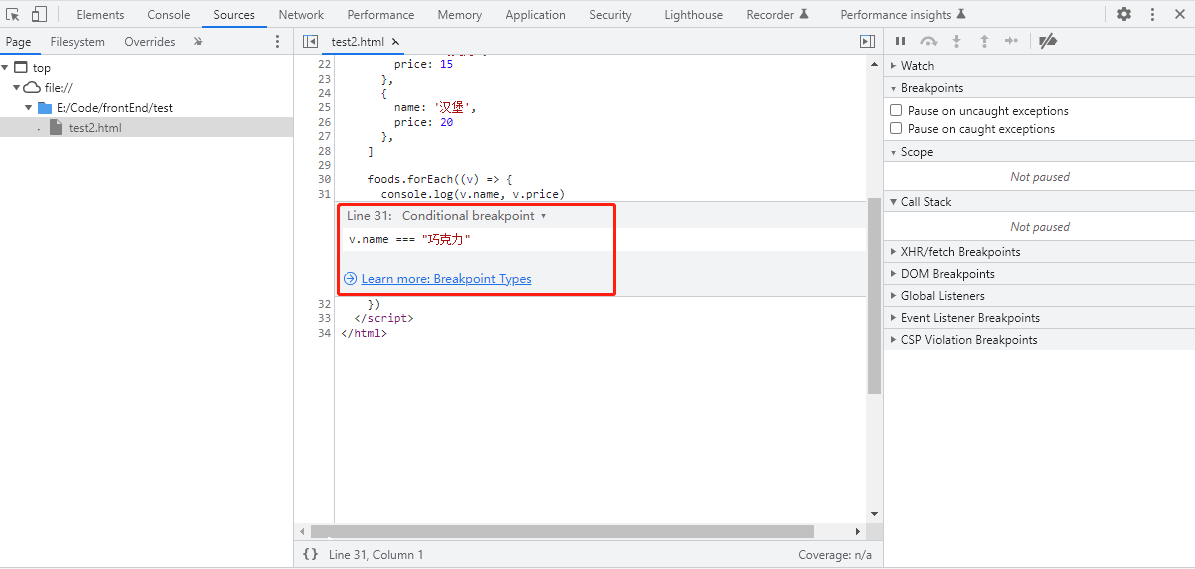 Elements Console Sources Network Performance Memory Application Security Lighthouse Recorder Performance insights
Page Filesystem Overrides »
test2.html ×
top
file://
E:/Code/frontEnd/test
test2.html
22 price: 15
23 },
24 {
25 name: '汉堡',
26 price: 20
27 },
28 ]
29
30 foods.forEach((v) => {
31 console.log(v.name, v.price)
Line 31: Conditional breakpoint
v.name === "巧克力"
Learn more: Breakpoint Types
32 })
33 </script>
34 </html>
{} Line 31, Column 1 Coverage: n/a
Watch
Breakpoints
Pause on uncaught exceptions
Pause on caught exceptions
Scope
Not paused
Call Stack
Not paused
XHR/fetch Breakpoints
DOM Breakpoints
Global Listeners
Event Listener Breakpoints
CSP Violation Breakpoints